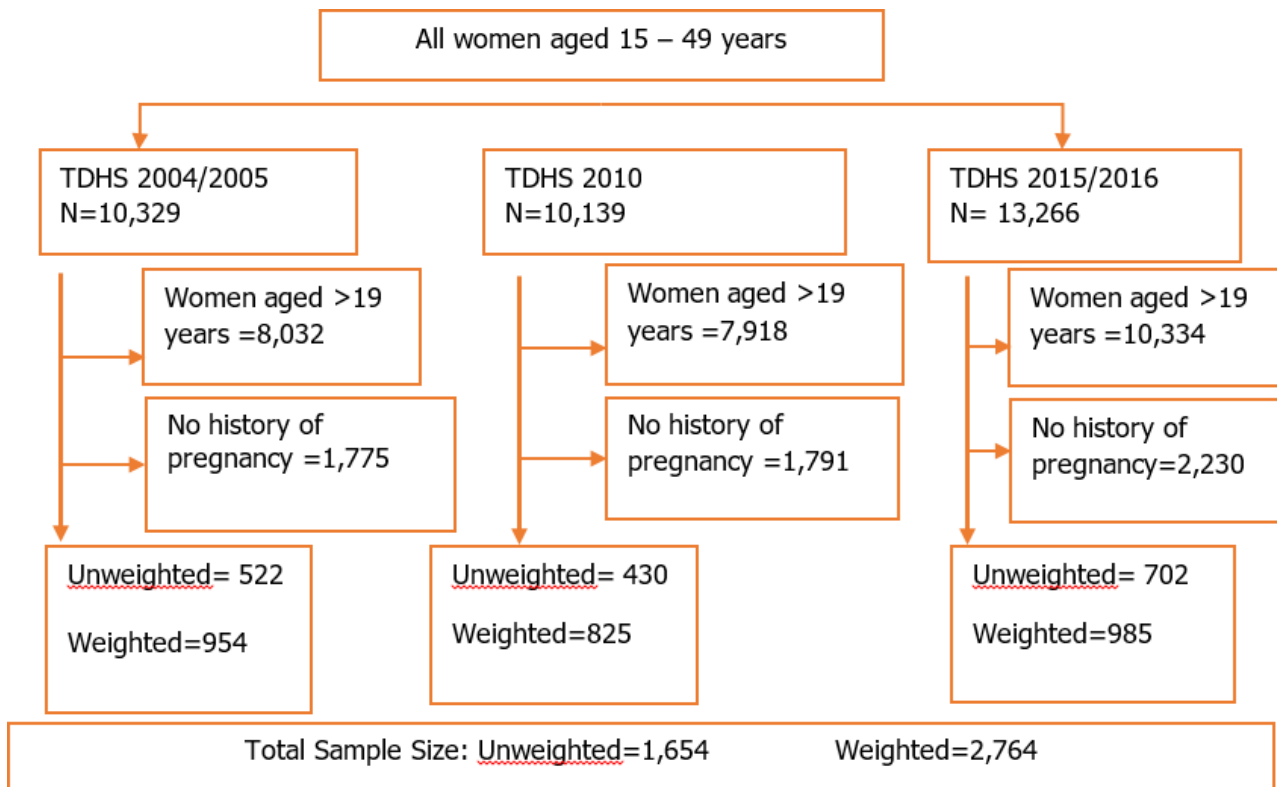 All women aged 15 – 49 years
TDHS 2004/2005
N=10,329
TDHS 2010
N=10,139
TDHS 2015/2016
N= 13,266
Women aged >19
years =8,032
Women aged >19
years =7,918
Women aged >19
years =10,334
No history of
pregnancy =1,775
No history of
pregnancy =1,791
No history of
pregnancy=2,230
Unweighted= 522
Weighted=954
Unweighted= 430
Weighted=825
Unweighted= 702
Weighted=985
Total Sample Size: Unweighted=1,654 Weighted=2,764